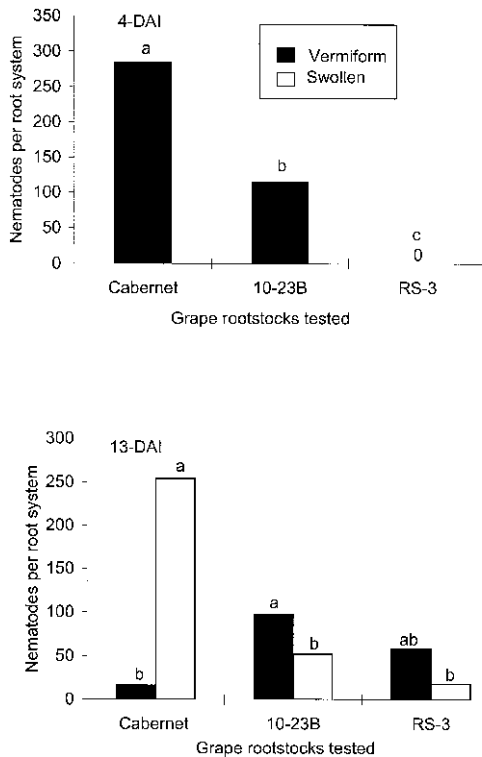 350
300
250
200
150
100
50
0
Nematodes per root system
4-DAI
a
b
c
0
Vermiform
Swollen
Cabernet
10-23B
RS-3
Grape rootstocks tested
300
250
200
150
100
50
0
Nematodes per root system
13-DAI
b
a
a
b
ab
b
Cabernet
10-23B
RS-3
Grape rootstocks tested